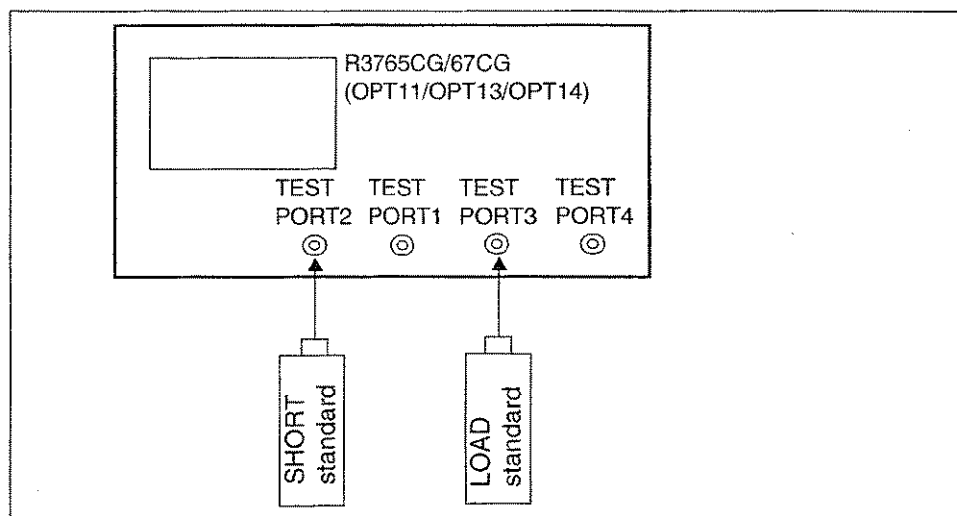 R3765CG/67CG
(OPT11/OPT13/OPT14)
TEST TEST TEST TEST
PORT2 PORT1 PORT3 PORT4
SHORT
standard
LOAD
standard